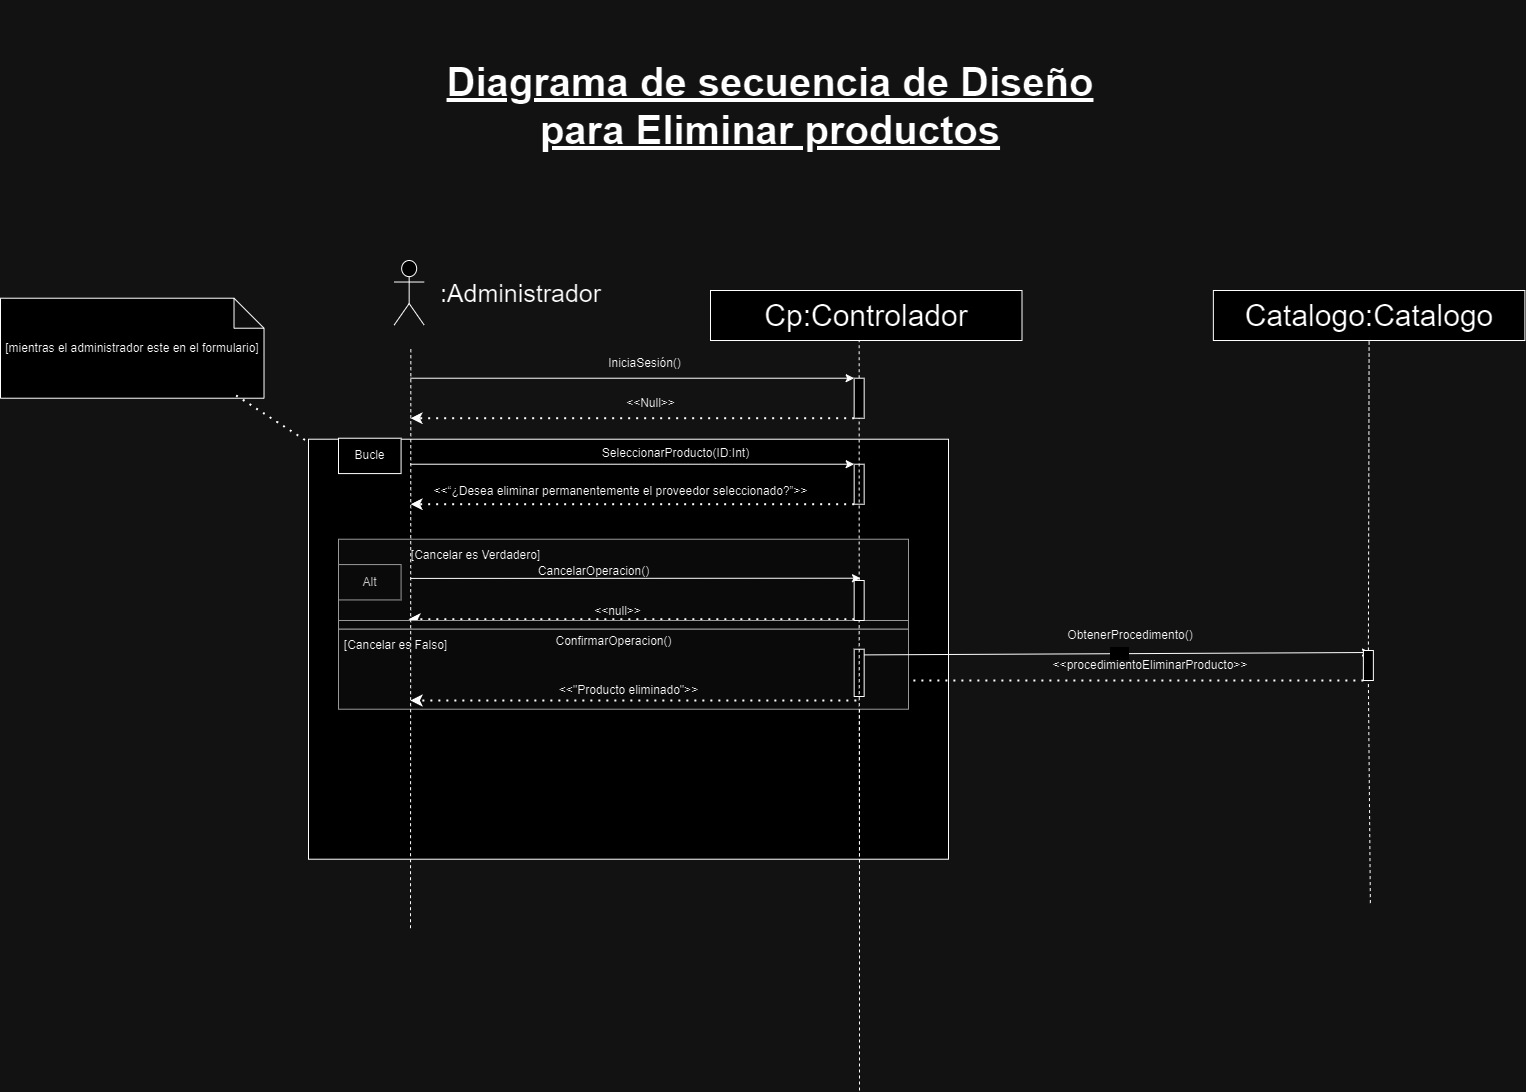 Diagrama de secuencia de Diseño
para Eliminar productos
:Administrador
Cp:Controlador
Catalogo:Catalogo
[mientras el administrador este en el formulario]
IniciaSesión()
<<Null>>
Bucle
SeleccionarProducto(ID:Int)
<<“¿Desea eliminar permanentemente el proveedor seleccionado?”>>
[Cancelar es Verdadero]
CancelarOperacion()
Alt
<<null>>
[Cancelar es Falso]
ConfirmarOperacion()
ObtenerProcedimento()
<<procedimientoEliminarProducto>>
<<"Producto eliminado">>